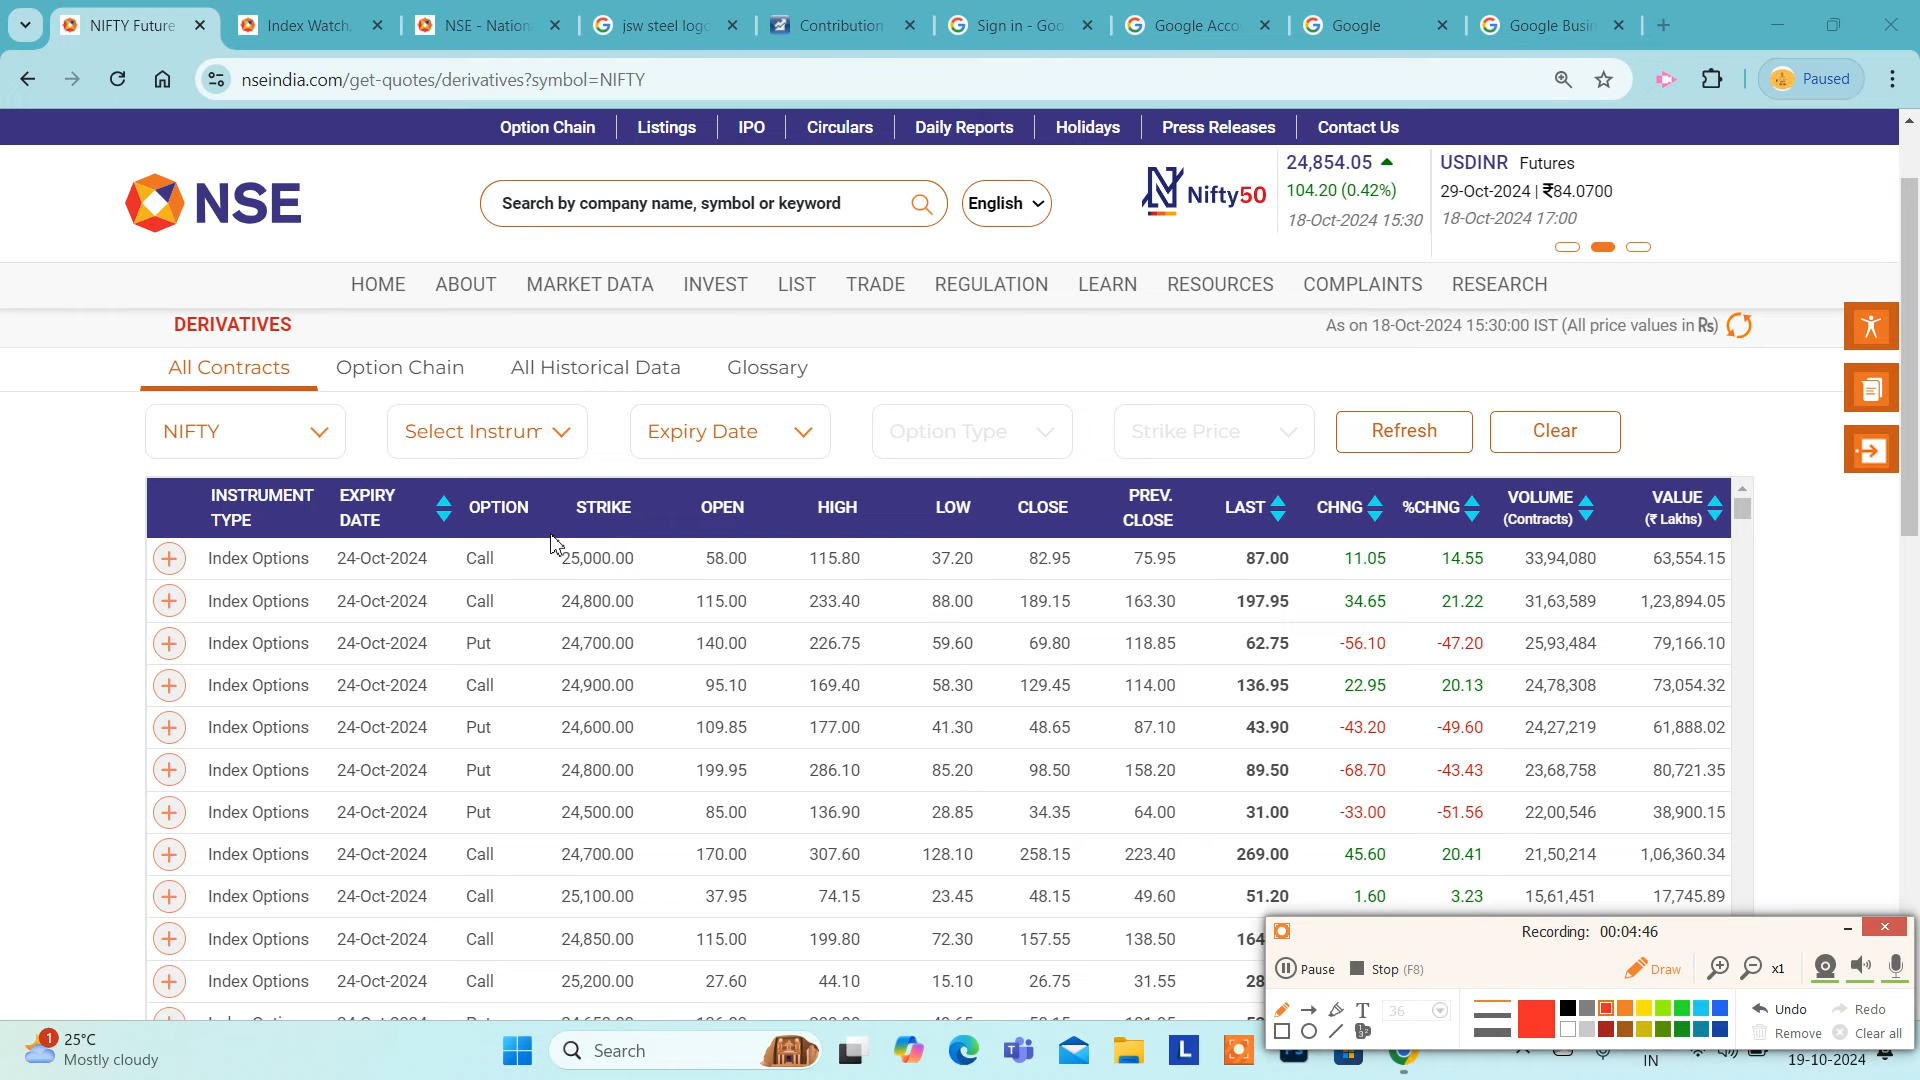 NIFTY Future
Index Watch,
NSE - Nation
jsw steel logo
Contribution
Sign in - Goo
Google Acco
Google
Google Busin
nseindia.com/get-quotes/derivatives?symbol=NIFTY
Paused
Option Chain Listings IPO Circulars Daily Reports Holidays Press Releases Contact Us
NSE
Search by company name, symbol or keyword
English
Nifty50
24,854.05
104.20 (0.42%)
18-Oct-2024 15:30
USDINR Futures
29-Oct-2024 | ₹84.0700
18-Oct-2024 17:00
HOME ABOUT MARKET DATA INVEST LIST TRADE REGULATION LEARN RESOURCES COMPLAINTS RESEARCH
DERIVATIVES
As on 18-Oct-2024 15:30:00 IST (All price values in Rs)
All Contracts Option Chain All Historical Data Glossary
NIFTY Select Instrum Expiry Date Option Type Strike Price Refresh Clear
INSTRUMENT TYPE EXPIRY DATE OPTION STRIKE OPEN HIGH LOW CLOSE PREV. CLOSE LAST CHNG %CHNG VOLUME (Contracts) VALUE (₹ Lakhs)
Index Options 24-Oct-2024 Call 25,000.00 58.00 115.80 37.20 82.95 75.95 87.00 11.05 14.55 33,94,080 63,554.15
Index Options 24-Oct-2024 Call 24,800.00 115.00 233.40 88.00 189.15 163.30 197.95 34.65 21.22 31,63,589 1,23,894.05
Index Options 24-Oct-2024 Put 24,700.00 140.00 226.75 59.60 69.80 118.85 62.75 -56.10 -47.20 25,93,484 79,166.10
Index Options 24-Oct-2024 Call 24,900.00 95.10 169.40 58.30 129.45 114.00 136.95 22.95 20.13 24,78,308 73,054.32
Index Options 24-Oct-2024 Put 24,600.00 109.85 177.00 41.30 48.65 87.10 43.90 -43.20 -49.60 24,27,219 61,888.02
Index Options 24-Oct-2024 Put 24,800.00 199.95 286.10 85.20 98.50 158.20 89.50 -68.70 -43.43 23,68,758 80,721.35
Index Options 24-Oct-2024 Put 24,500.00 85.00 136.90 28.85 34.35 64.00 31.00 -33.00 -51.56 22,00,546 38,900.15
Index Options 24-Oct-2024 Call 24,700.00 170.00 307.60 128.10 258.15 223.40 269.00 45.60 20.41 21,50,214 1,06,360.34
Index Options 24-Oct-2024 Call 25,100.00 37.95 74.15 23.45 48.15 49.60 51.20 1.60 3.23 15,61,451 17,745.89
Index Options 24-Oct-2024 Call 24,850.00 115.00 199.80 72.30 157.55 138.50 164
Index Options 24-Oct-2024 Call 25,200.00 27.60 44.10 15.10 26.75 31.55 28
Recording: 00:04:46
Pause Stop (F8) Draw x1
T 36 Undo Redo
Remove Clear all
1
25°C
Mostly cloudy
Search
L
IN
19-10-2024